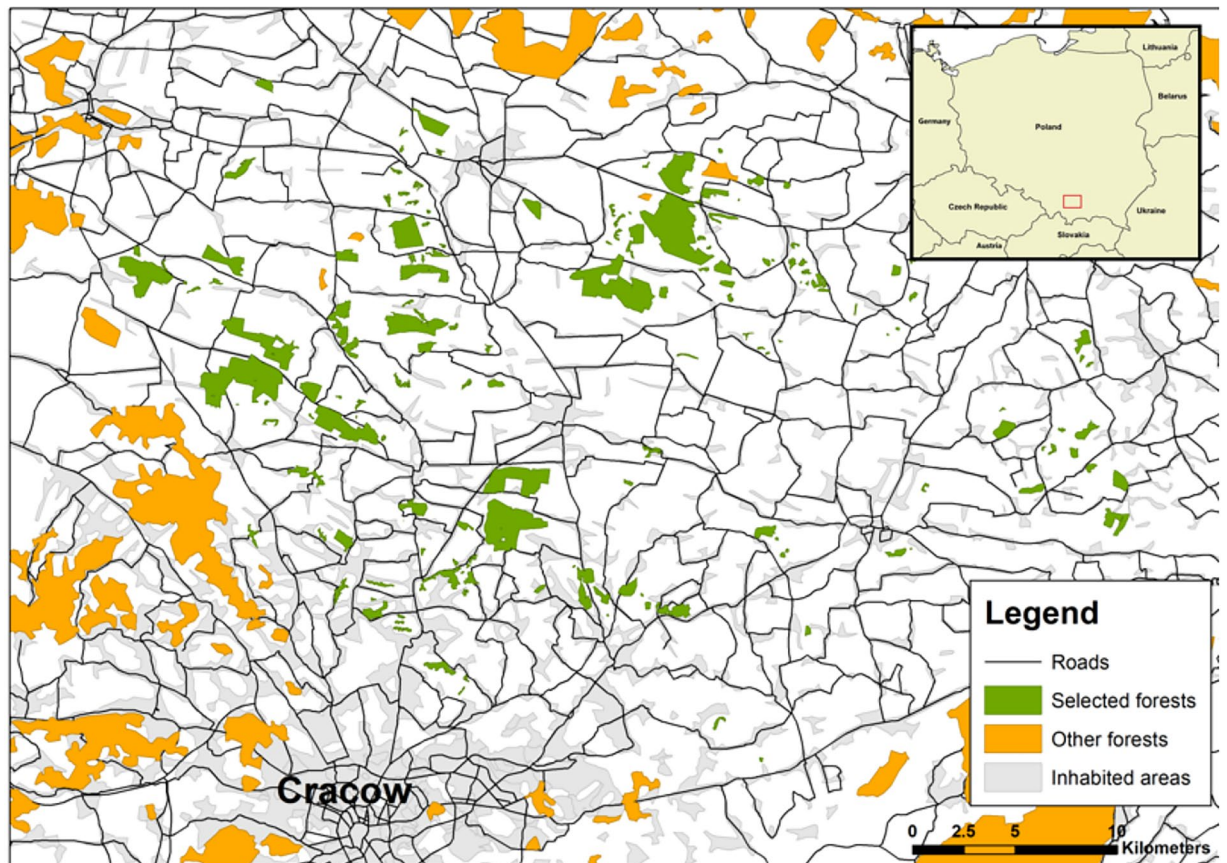 Lithuania
Belarus
Germany
Poland
Czech Republic
Ukraine
Slovakia
Austria
Legend
Roads
Selected forests
Other forests
Inhabited areas
Cracow
0 2.5 5 10
Kilometers